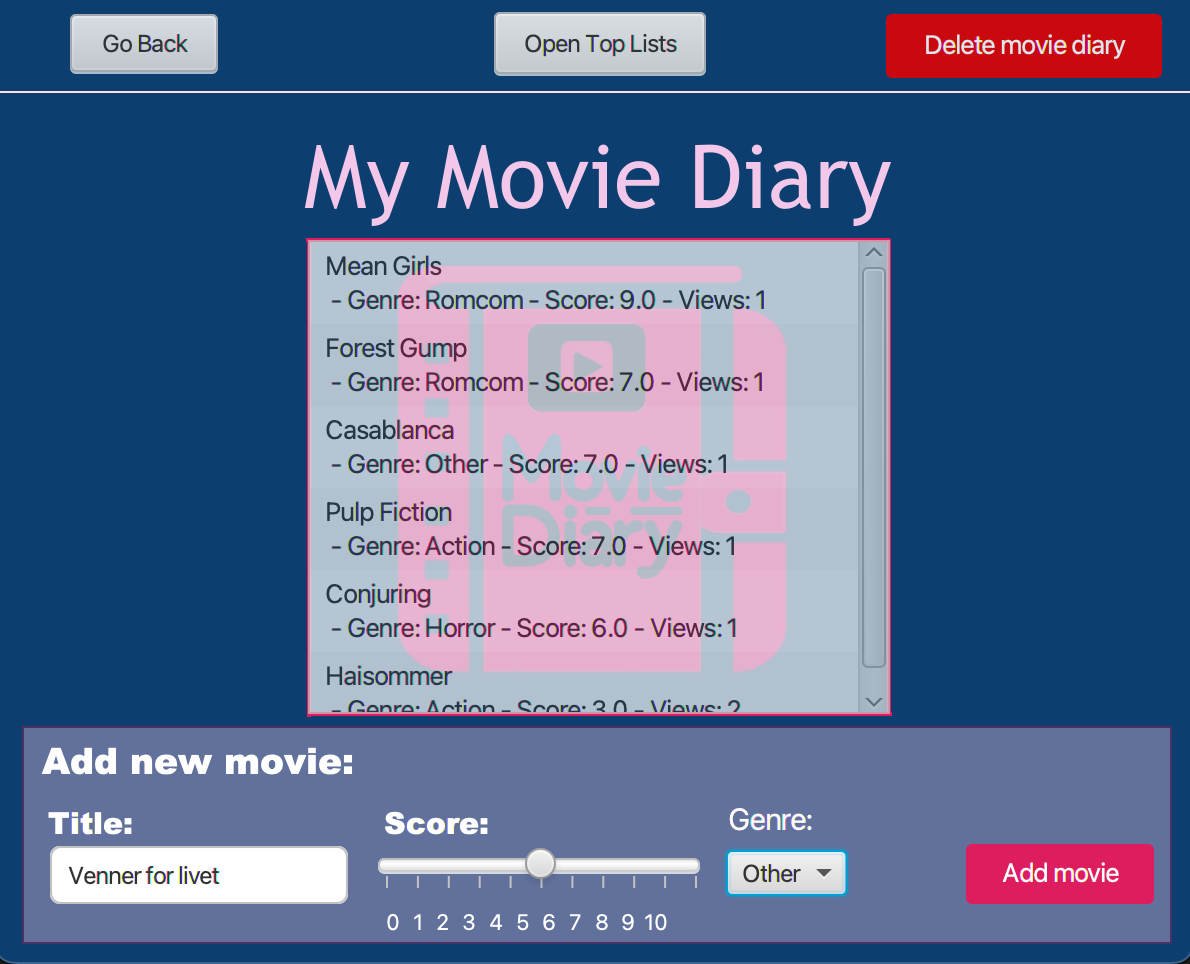 Go Back
Open Top Lists
Delete movie diary
My Movie Diary
Mean Girls
- Genre: Romcom - Score: 9.0 - Views: 1
Forest Gump
- Genre: Romcom - Score: 7.0 - Views: 1
Casablanca
- Genre: Other - Score: 7.0 - Views: 1
Pulp Fiction
- Genre: Action - Score: 7.0 - Views: 1
Conjuring
- Genre: Horror - Score: 6.0 - Views: 1
Haisommer
- Genre: Action - Score: 3.0 - Views: 2
Movie
Diary
Add new movie:
Title:
Score:
Genre:
Venner for livet
Other
Add movie
0 1 2 3 4 5 6 7 8 9 10